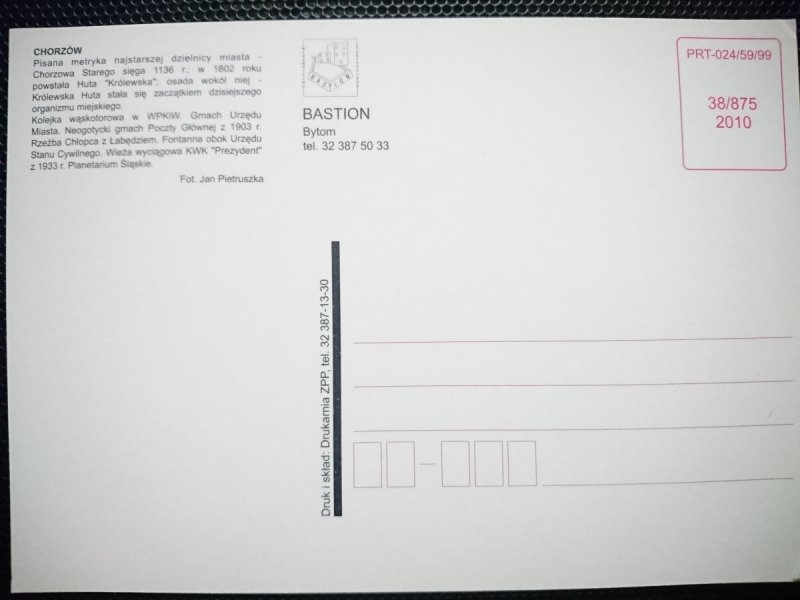 CHORZÓW
Pisana metryka najstarszej dzielnicy miasta -
Chorzowa Starego sięga 1136 r.; w 1802 roku
powstała Huta "Królewska"; osada wokół niej -
Królewska Huta stała się zaczątkiem dzisiejszego
organizmu miejskiego.
Kolejka wąskotorowa w WPKiW. Gmach Urzędu
Miasta. Neogotycki gmach Poczty Głównej z 1903 r.
Rzeźba Chłopca z Łabędziem. Fontanna obok Urzędu
Stanu Cywilnego. Wieża wyciągowa KWK "Prezydent"
z 1933 r. Planetarium Śląskie.
Fot. Jan Pietruszka
BASTION
BASTION
Bytom
tel. 32 387 50 33
PRT-024/59/99
38/875
2010
Druk i skład: Drukarnia ZPP, tel. 32 387-13-30